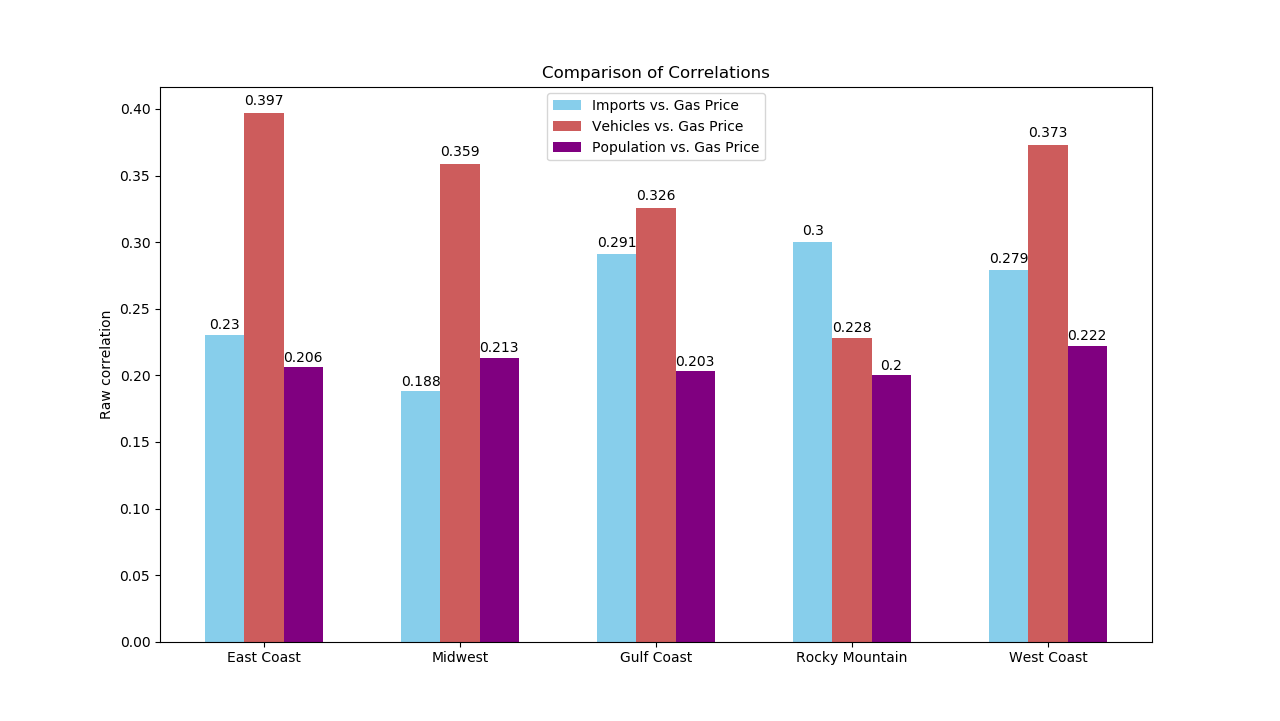 Comparison of Correlations
Imports vs. Gas Price
Vehicles vs. Gas Price
Population vs. Gas Price
Raw correlation
0.40
0.35
0.30
0.25
0.20
0.15
0.10
0.05
0.00
0.23
0.397
0.206
0.188
0.359
0.213
0.291
0.326
0.203
0.3
0.228
0.2
0.279
0.373
0.222
East Coast
Midwest
Gulf Coast
Rocky Mountain
West Coast